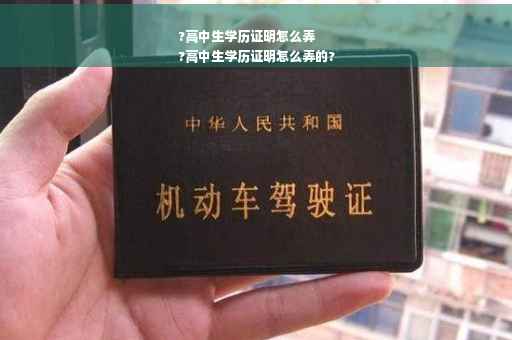 ?高中生学历证明怎么弄
?高中生学历证明怎么弄的?
中华人民共和国
机动车驾驶证